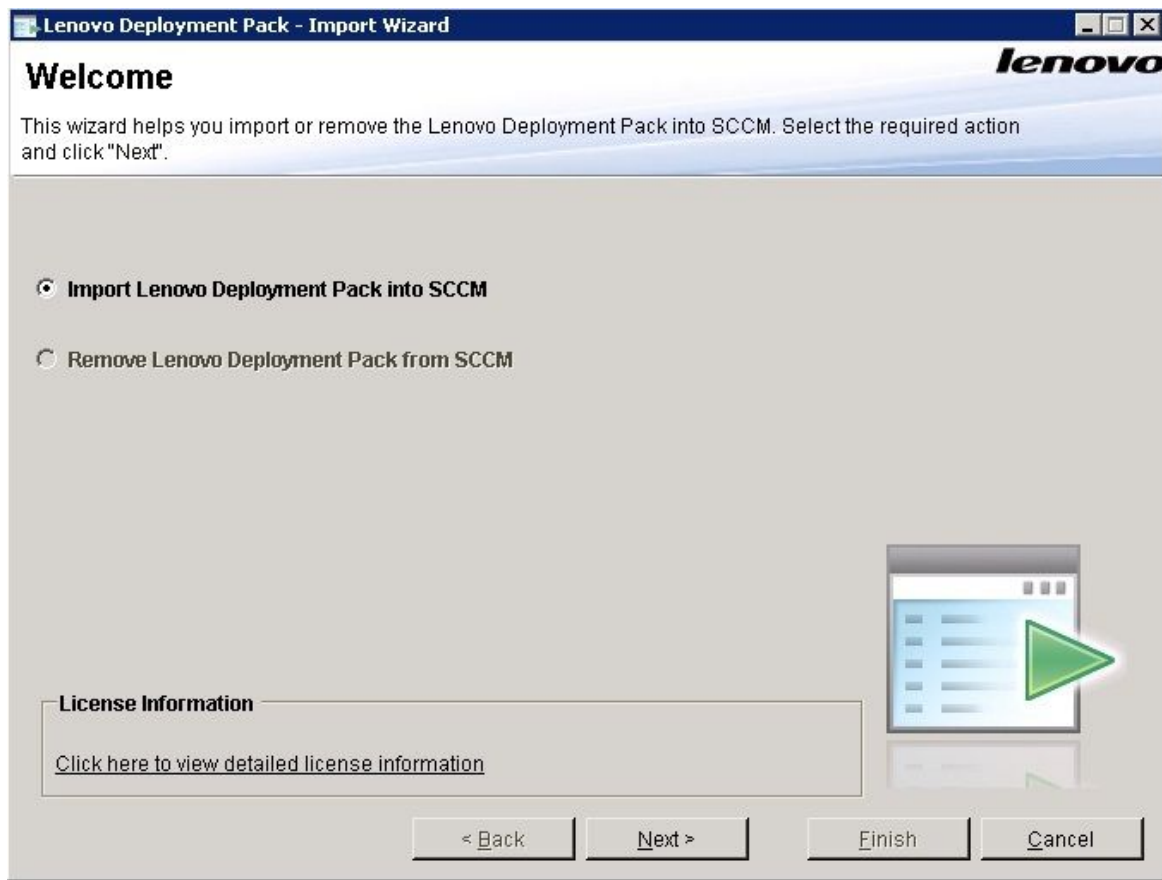 Lenovo Deployment Pack - Import Wizard
lenovo
Welcome
This wizard helps you import or remove the Lenovo Deployment Pack into SCCM. Select the required action
and click "Next".
Import Lenovo Deployment Pack into SCCM
Remove Lenovo Deployment Pack from SCCM
License Information
Click here to view detailed license information
< Back
Next >
Finish
Cancel